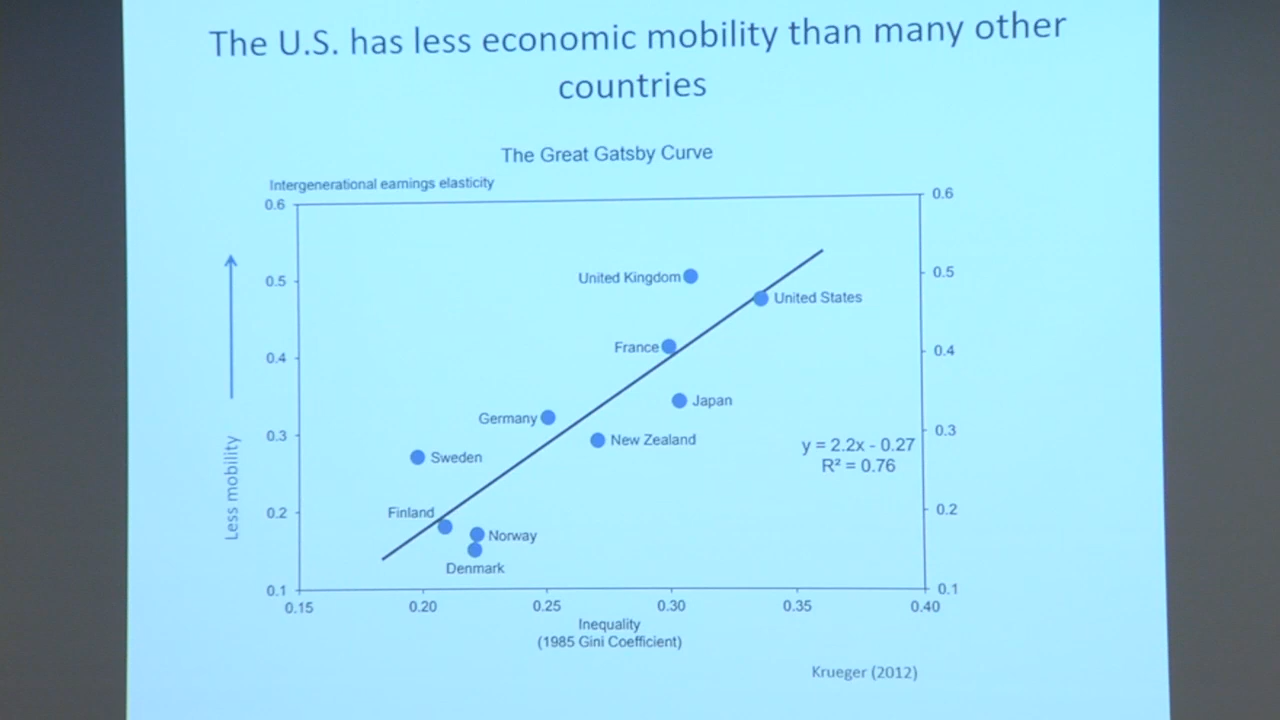 The U.S. has less economic mobility than many other
countries
The Great Gatsby Curve
Intergenerational earnings elasticity
0.6
0.5
0.4
0.3
0.2
0.1
0.6
0.5
0.4
0.3
0.2
0.1
Less mobility
United Kingdom
United States
France
Japan
Germany
New Zealand
Sweden
Finland
Norway
Denmark
y = 2.2x - 0.27
R² = 0.76
0.15 0.20 0.25 0.30 0.35 0.40
Inequality
(1985 Gini Coefficient)
Krueger (2012)